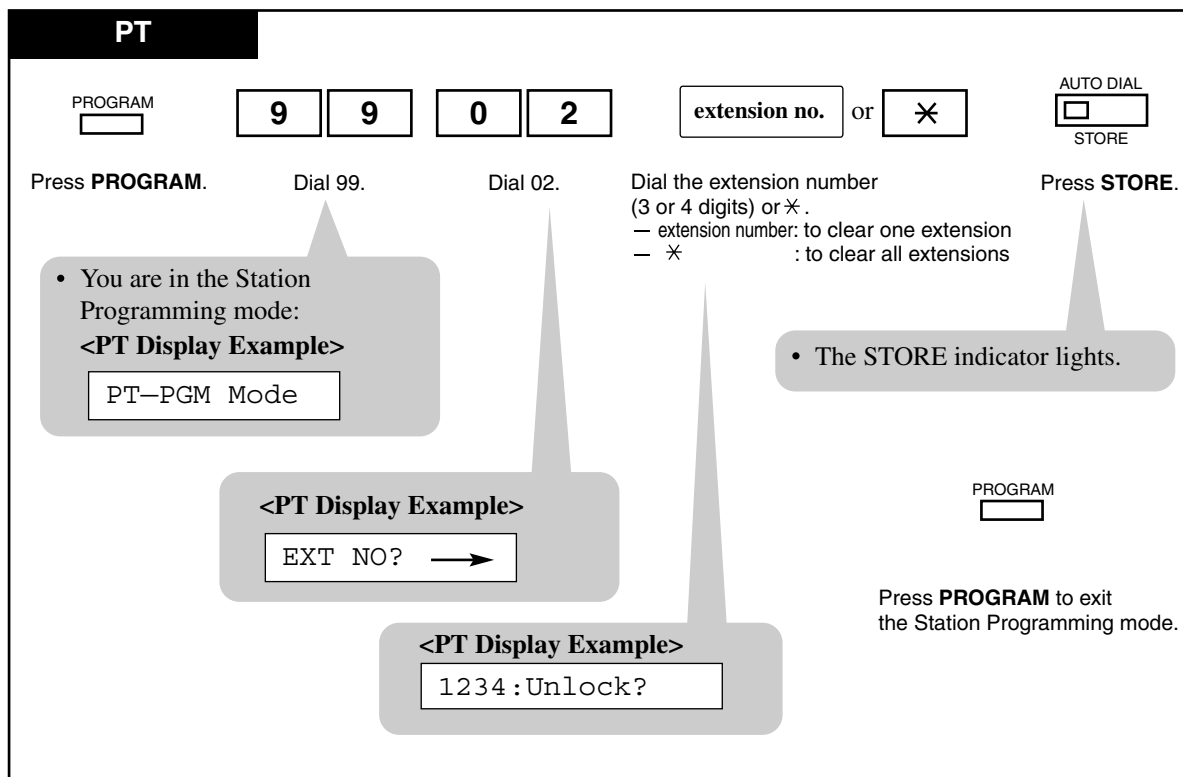 PT
PROGRAM
9 9 0 2 extension no. or ✳
AUTO DIAL
STORE
Press PROGRAM.
Dial 99.
Dial 02.
Dial the extension number
(3 or 4 digits) or ✳.
— extension number: to clear one extension
— ✳ : to clear all extensions
Press STORE.
• You are in the Station
Programming mode:
<PT Display Example>
PT—PGM Mode
• The STORE indicator lights.
<PT Display Example>
EXT NO? →
<PT Display Example>
1234:Unlock?
PROGRAM
Press PROGRAM to exit
the Station Programming mode.